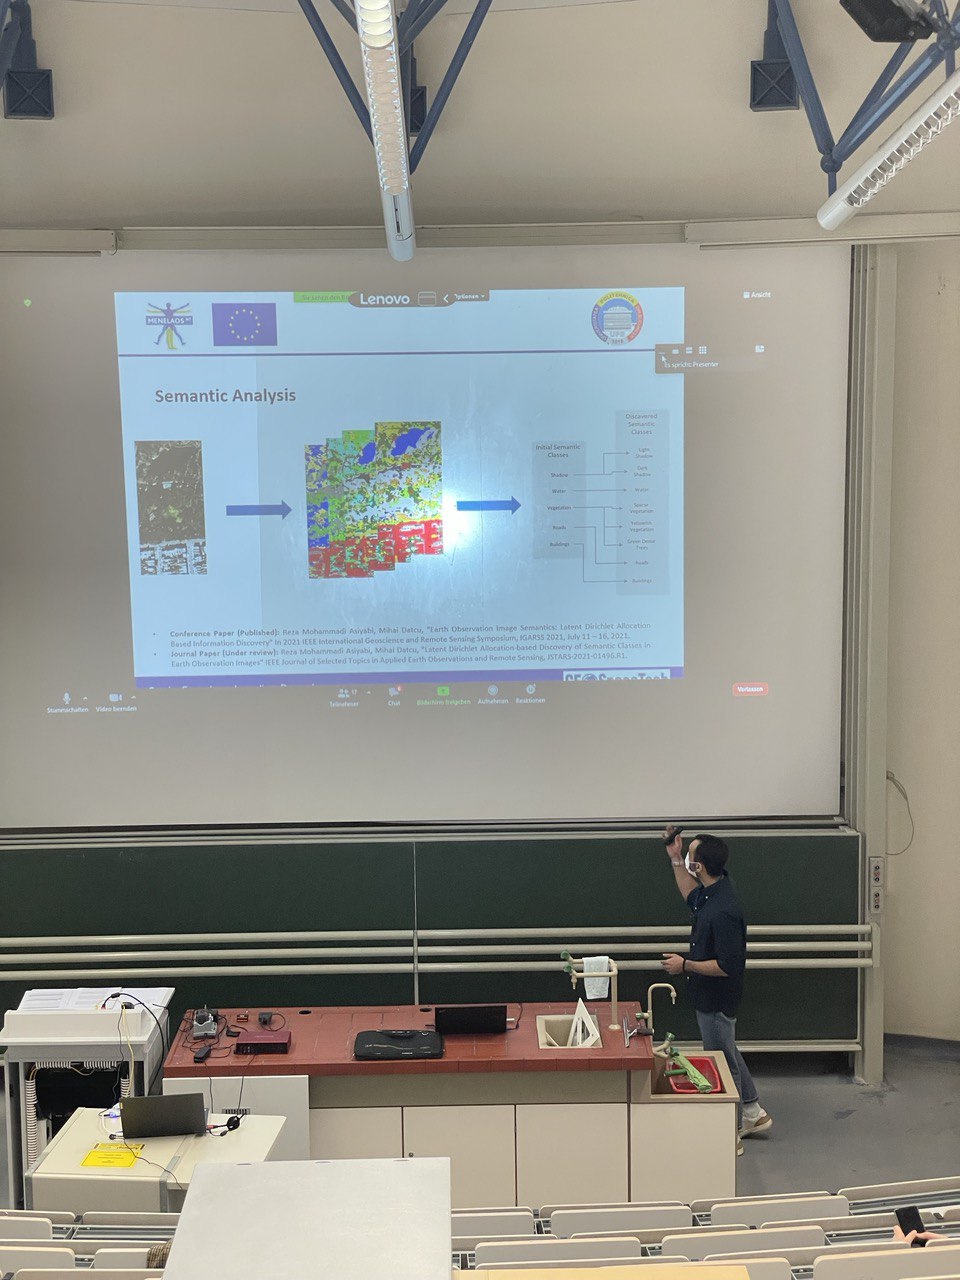 Lenovo
Optionen
Ansicht
MENELAOS
Es spricht: Presenter
Semantic Analysis
Discovered
Semantic
Classes
Initial Semantic
Classes
Light
Shadow
Shadow
Dark
Shadow
Water
Water
Vegetation
Sparse
Vegetation
Yellowish
Vegetation
Roads
Green Dense
Trees
Buildings
Roads
Buildings
• Conference Paper (Published): Reza Mohammadi Asiyabi, Mihai Datcu, "Earth Observation Image Semantics: Latent Dirichlet Allocation
Based Information Discovery" In 2021 IEEE International Geoscience and Remote Sensing Symposium, IGARSS 2021, July 11 – 16, 2021.
• Journal Paper (Under review): Reza Mohammadi Asiyabi, Mihai Datcu, "Latent Dirichlet Allocation-based Discovery of Semantic Classes in
Earth Observation Images" IEEE Journal of Selected Topics in Applied Earth Observations and Remote Sensing, JSTARS-2021-01496.R1.
Stummschalten
Video beenden
Teilnehmer
17
Chat
Bildschirm freigeben
Aufnehmen
Reaktionen
Verlassen